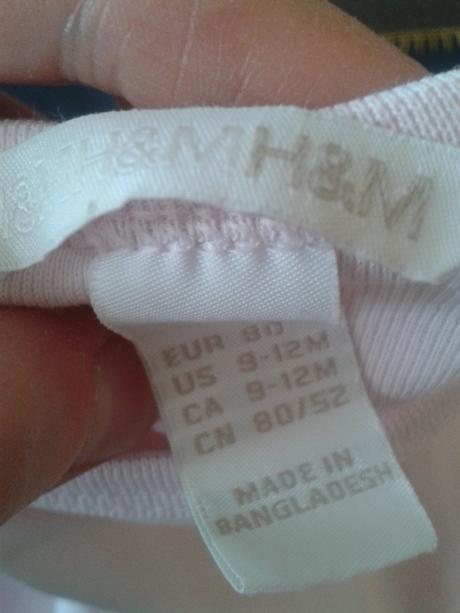 H&M H&M H&M
EUR 80
US 9-12M
CA 9-12M
CN 80/52
MADE IN
BANGLADESH